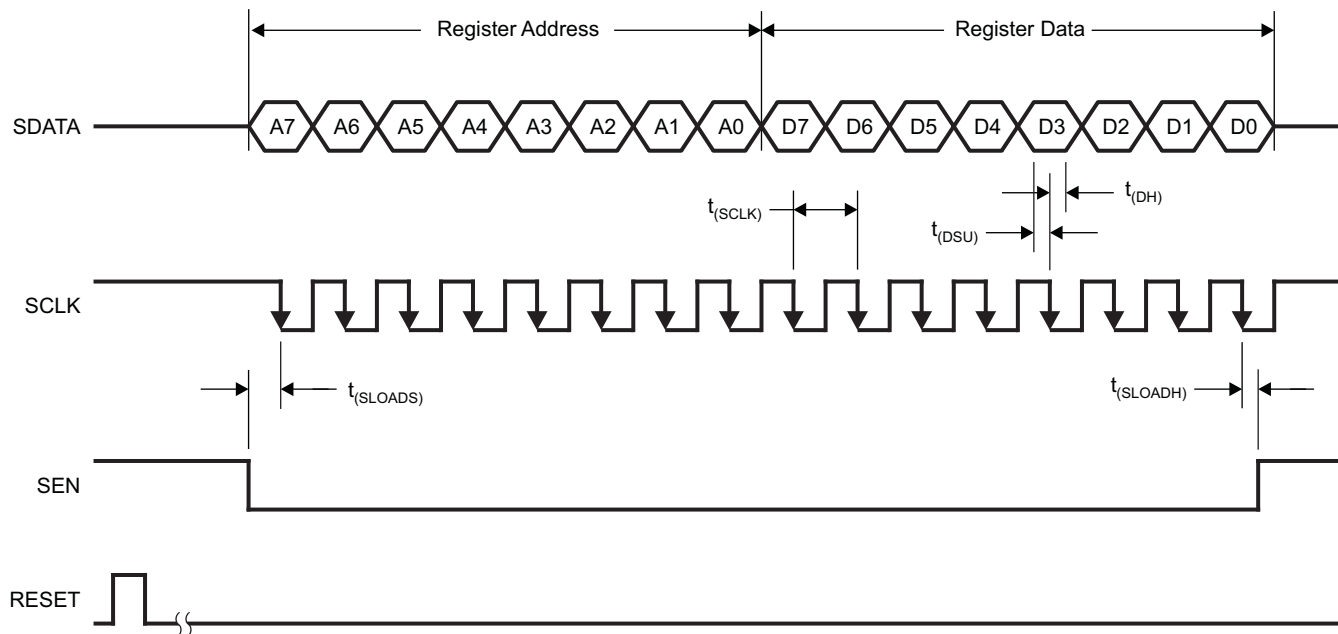 Register Address
Register Data
SDATA
A7
A6
A5
A4
A3
A2
A1
A0
D7
D6
D5
D4
D3
D2
D1
D0
t(SCLK)
t(DH)
t(DSU)
SCLK
t(SLOADS)
t(SLOADH)
SEN
RESET